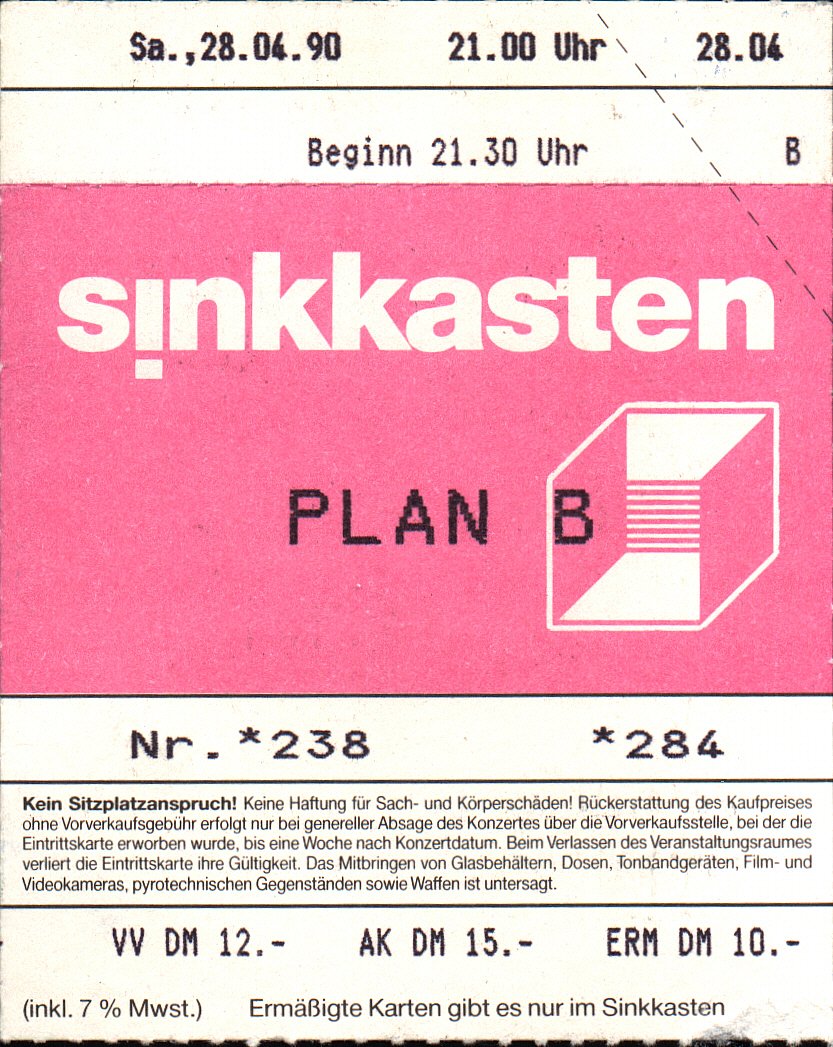 Sa.,28.04.90 21.00 Uhr 28.04
Beginn 21.30 Uhr B
sinkkasten
PLAN B
Nr. *238 *284
Kein Sitzplatzanspruch! Keine Haftung für Sach- und Körperschäden! Rückerstattung des Kaufpreises
ohne Vorverkaufsgebühr erfolgt nur bei genereller Absage des Konzertes über die Vorverkaufsstelle, bei der die
Eintrittskarte erworben wurde, bis eine Woche nach Konzertdatum. Beim Verlassen des Veranstaltungsraumes
verliert die Eintrittskarte ihre Gültigkeit. Das Mitbringen von Glasbehältern, Dosen, Tonbandgeräten, Film- und
Videokameras, pyrotechnischen Gegenständen sowie Waffen ist untersagt.
VV DM 12.- AK DM 15.- ERM DM 10.-
(inkl. 7 % Mwst.) Ermäßigte Karten gibt es nur im Sinkkasten